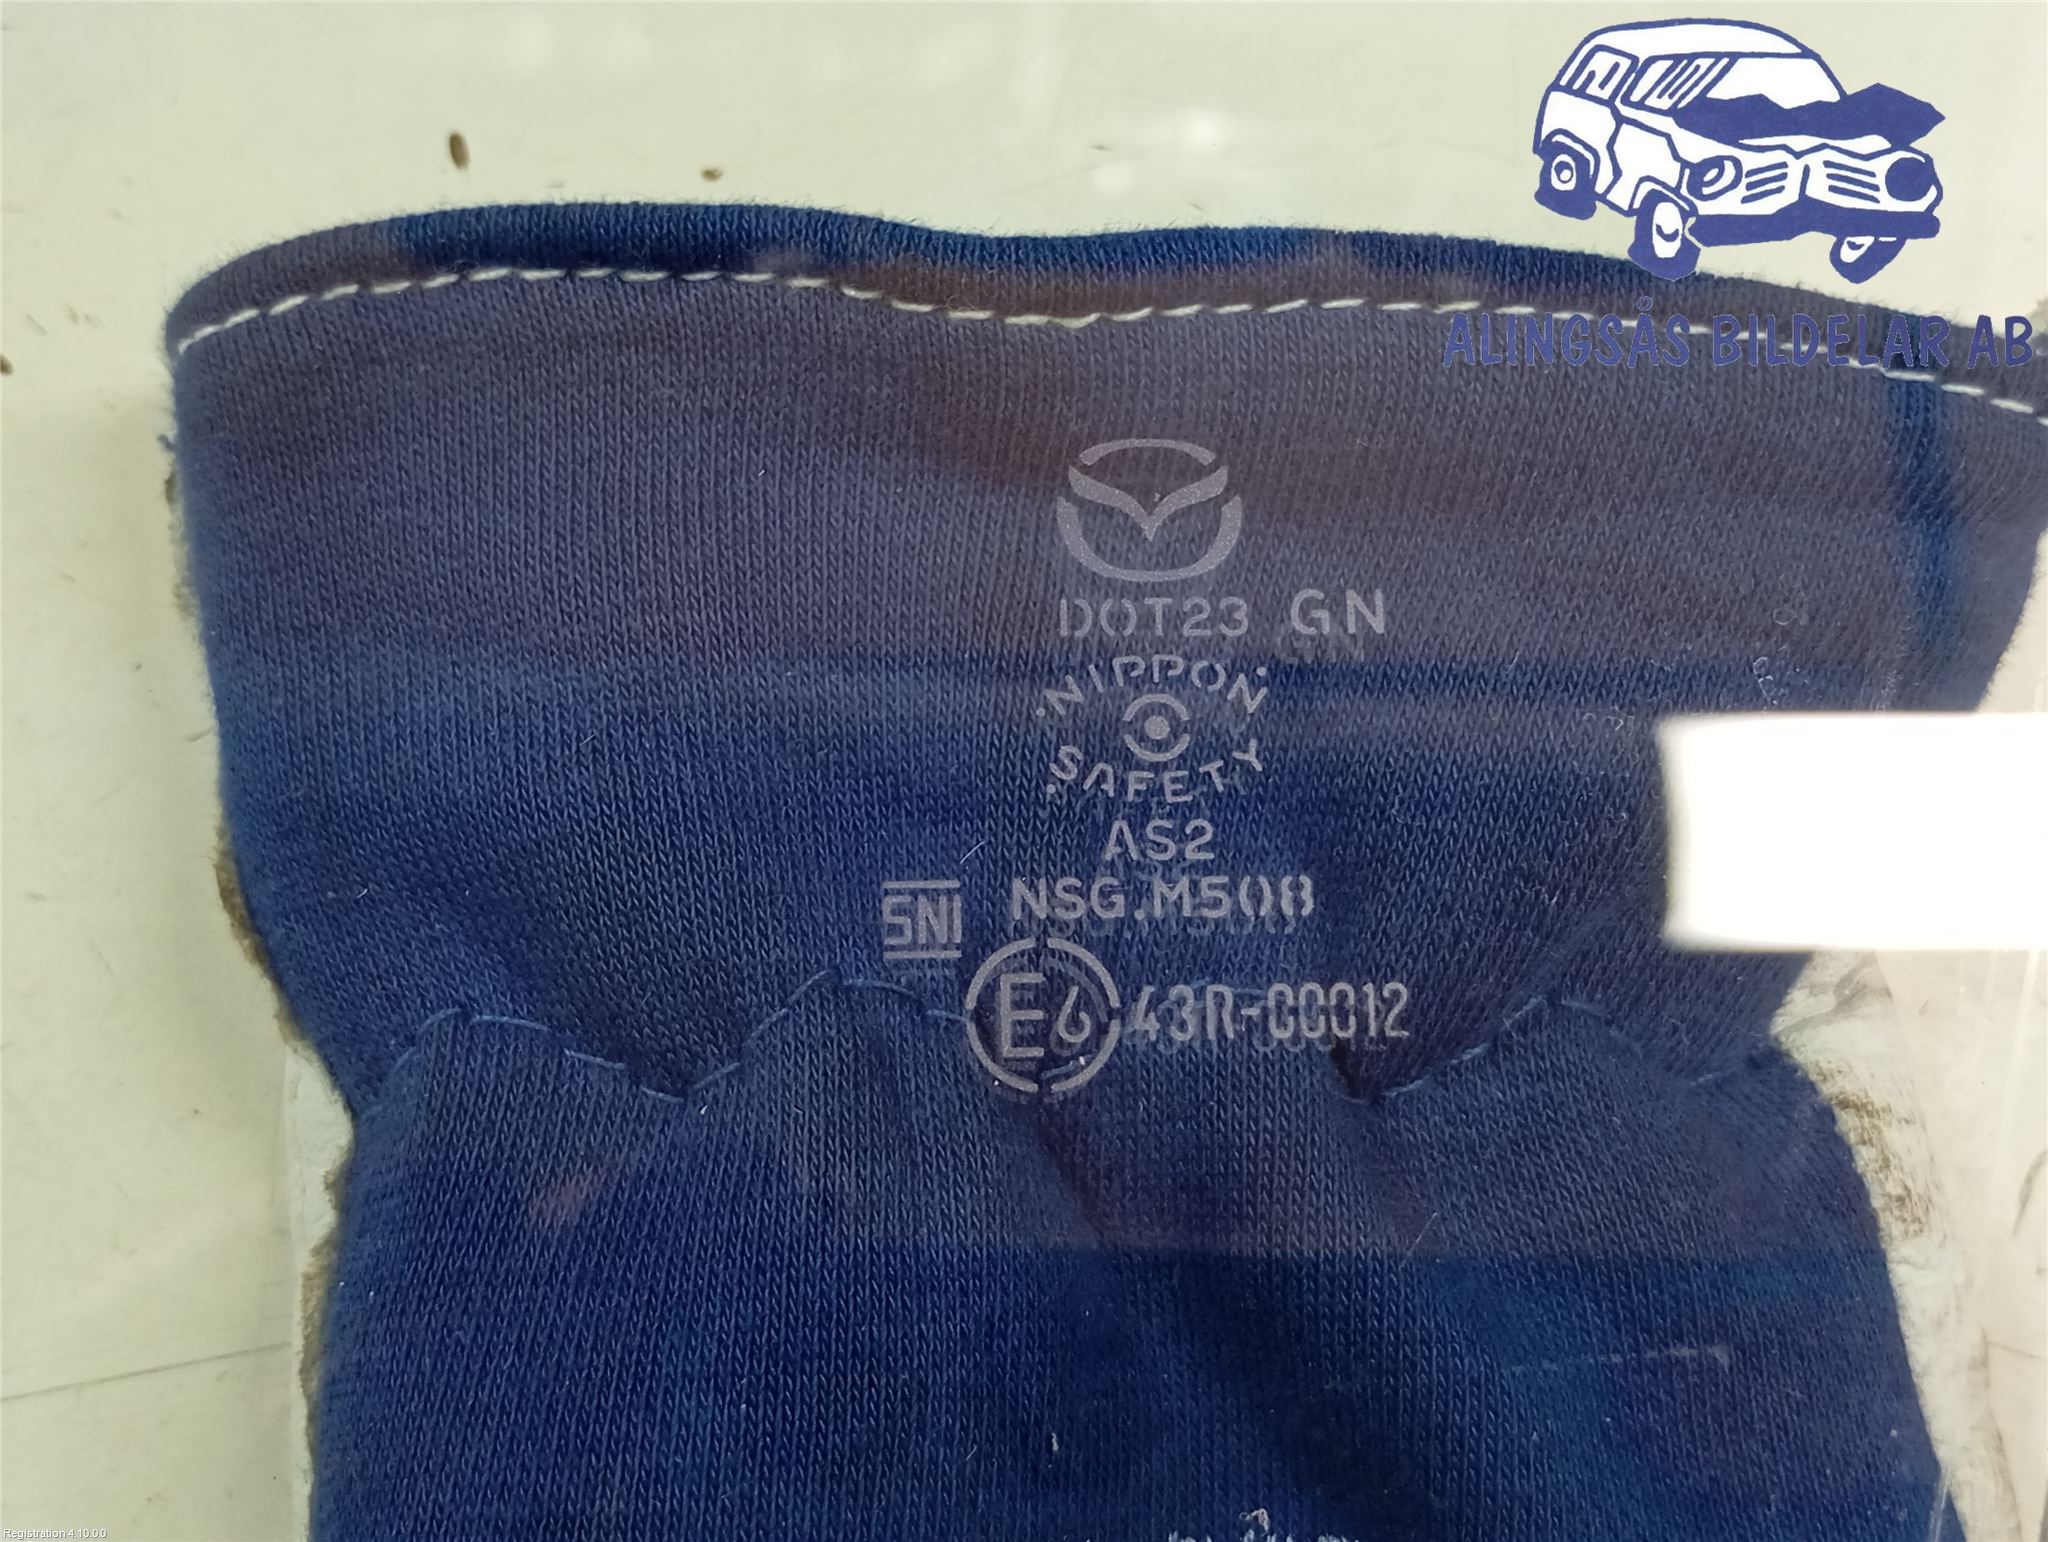 ALINGSÅS BILDELAR AB
DOT23 GN
NIPPON
SAFETY
AS2
NSG.M508
SNI
E6 43R-00012
Registration 4.10.0.0